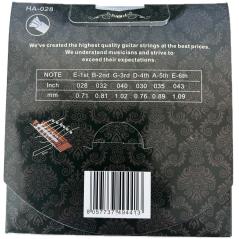 HA-028
We've created the highest quality guitar strings at the best prices.
We understand musicians and strive to
exceed their expectations.
NOTE E-1st B-2nd G-3rd D-4th A-5th E-6th
Inch 028 032 040 030 035 043
mm 0.71 0.81 1.02 0.76 0.89 1.09
8057737494413